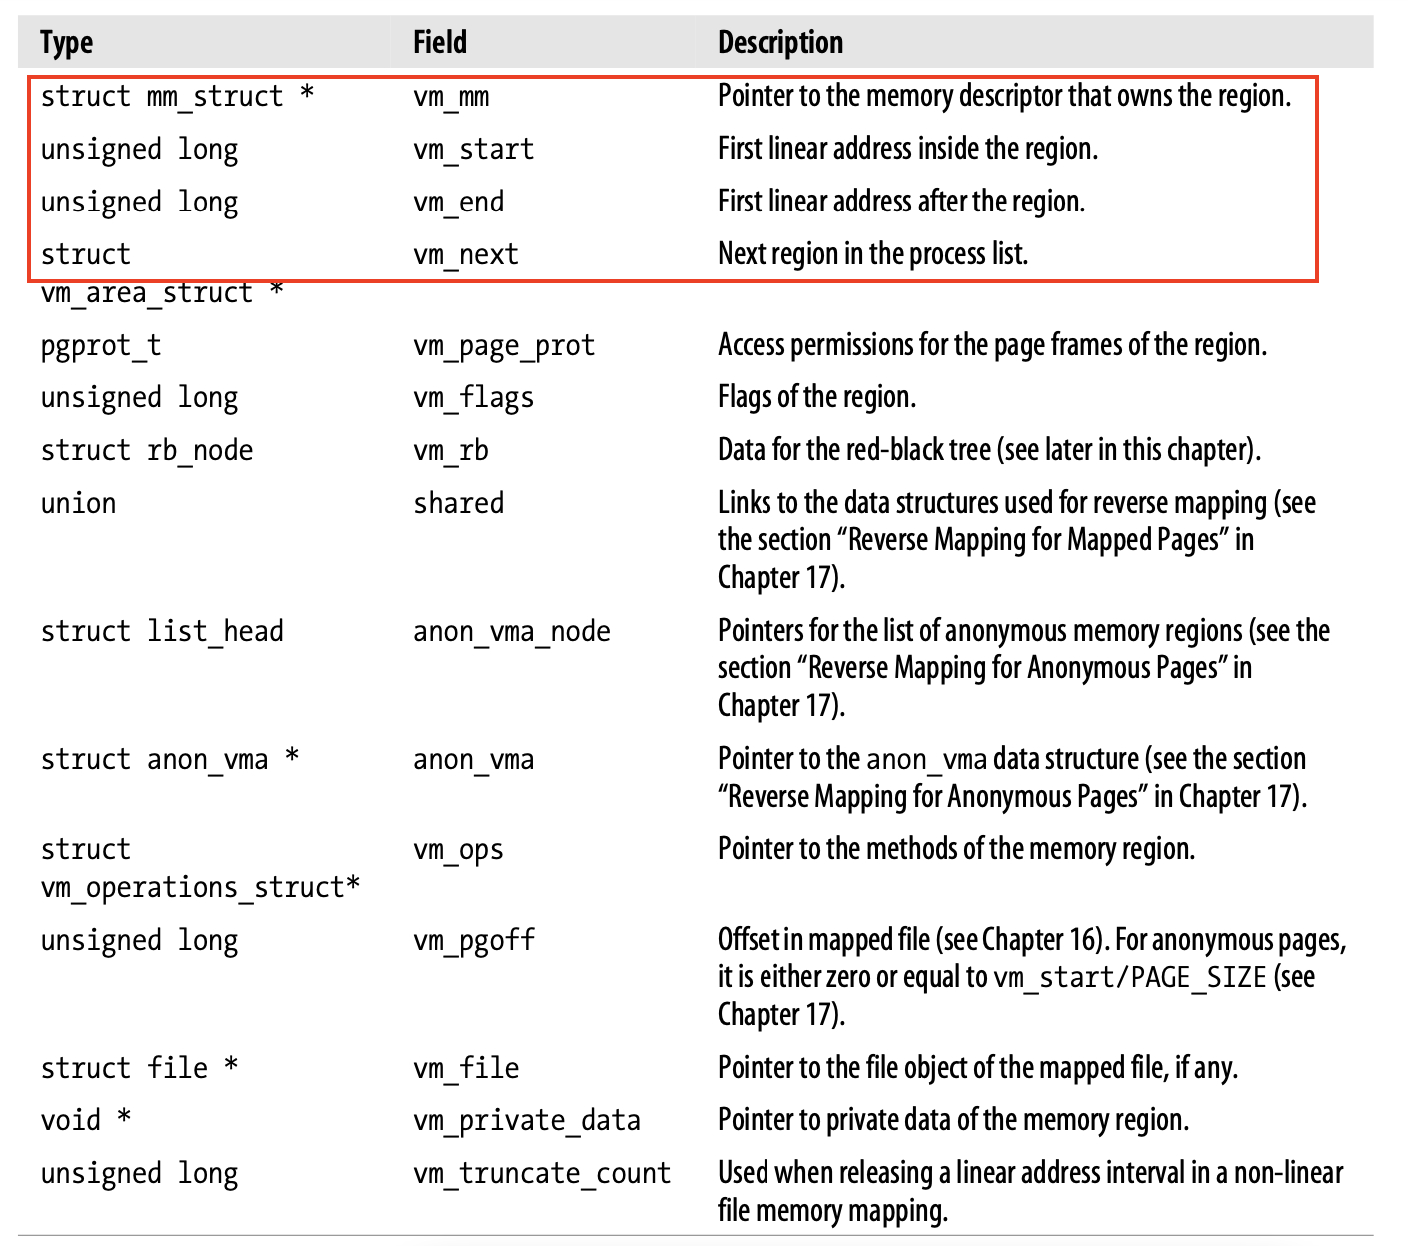 Type Field Description
struct mm_struct * vm_mm Pointer to the memory descriptor that owns the region.
unsigned long vm_start First linear address inside the region.
unsigned long vm_end First linear address after the region.
struct vm_next Next region in the process list.
vm_area_struct *
pgprot_t vm_page_prot Access permissions for the page frames of the region.
unsigned long vm_flags Flags of the region.
struct rb_node vm_rb Data for the red-black tree (see later in this chapter).
union shared Links to the data structures used for reverse mapping (see
the section “Reverse Mapping for Mapped Pages” in
Chapter 17).
struct list_head anon_vma_node Pointers for the list of anonymous memory regions (see the
section “Reverse Mapping for Anonymous Pages” in
Chapter 17).
struct anon_vma * anon_vma Pointer to the anon_vma data structure (see the section
“Reverse Mapping for Anonymous Pages” in Chapter 17).
struct vm_ops Pointer to the methods of the memory region.
vm_operations_struct*
unsigned long vm_pgoff Offset in mapped file (see Chapter 16). For anonymous pages,
it is either zero or equal to vm_start/PAGE_SIZE (see
Chapter 17).
struct file * vm_file Pointer to the file object of the mapped file, if any.
void * vm_private_data Pointer to private data of the memory region.
unsigned long vm_truncate_count Used when releasing a linear address interval in a non-linear
file memory mapping.